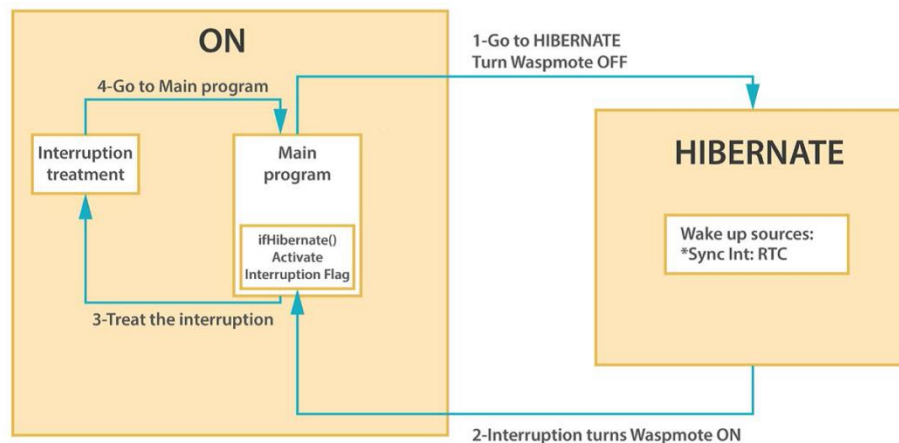 ON
1-Go to HIBERNATE
Turn Waspmote OFF
4-Go to Main program
Interruption
treatment
Main
program
ifHibernate()
Activate
Interruption Flag
3-Treat the interruption
HIBERNATE
Wake up sources:
*Sync Int: RTC
2-Interruption turns Waspmote ON